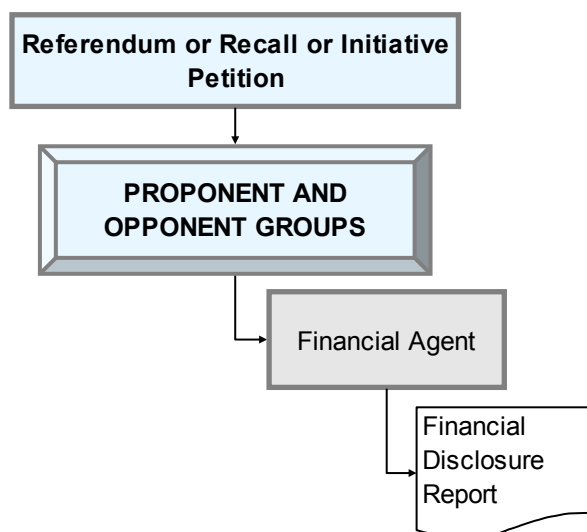 Referendum or Recall or Initiative
Petition
PROPONENT AND
OPPONENT GROUPS
Financial Agent
Financial
Disclosure
Report